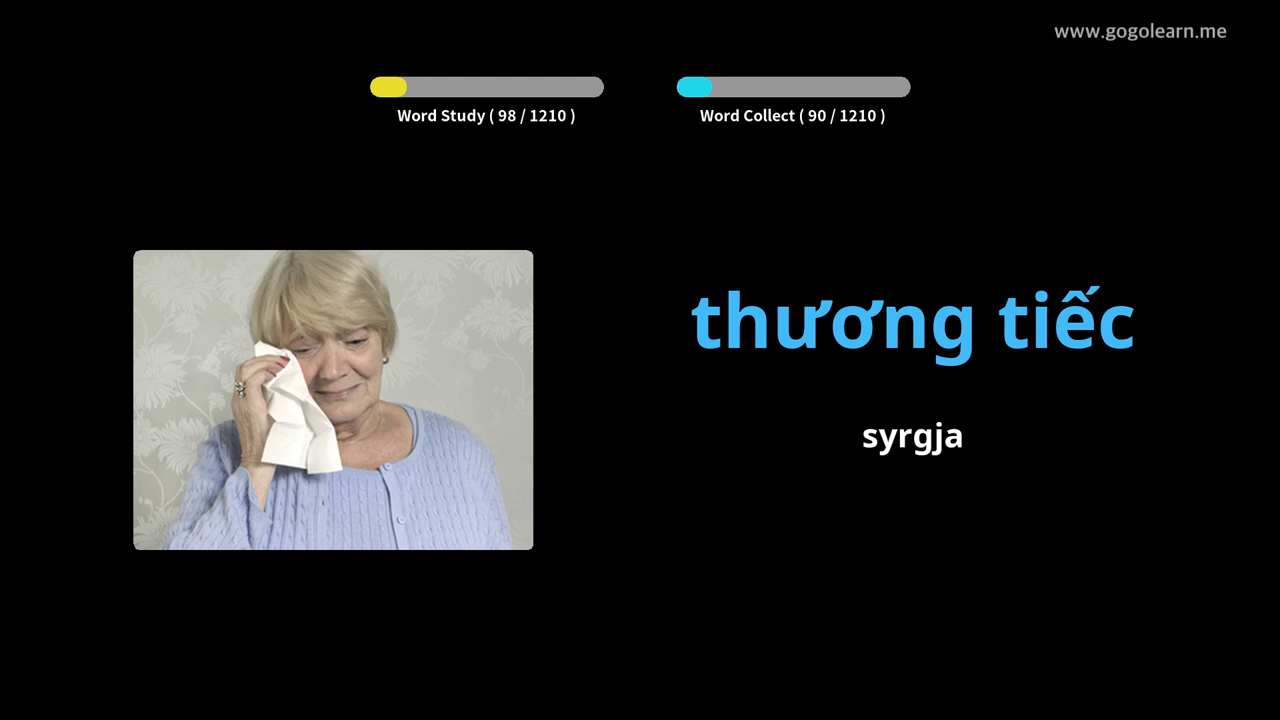 www.gogolearn.me
Word Study ( 98 / 1210 )
Word Collect ( 90 / 1210 )
thương tiếc
syrgja